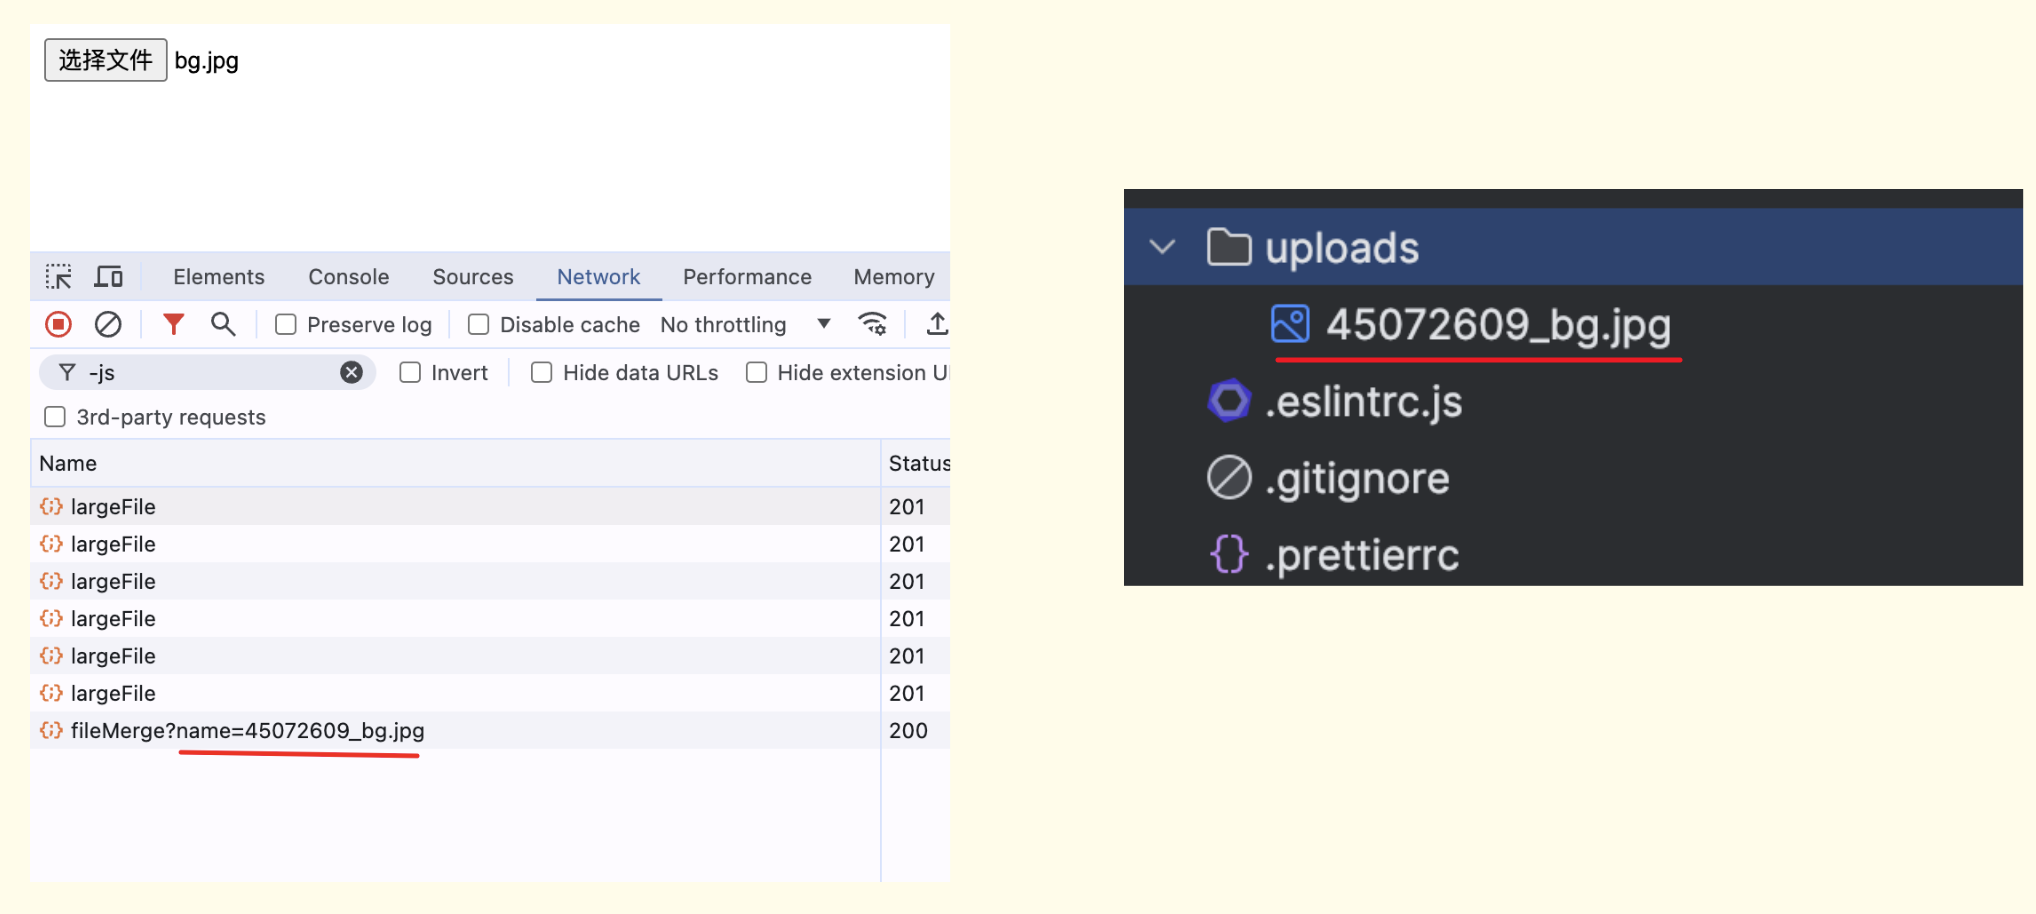 选择文件 bg.jpg
Elements Console Sources Network Performance Memory
Preserve log Disable cache No throttling
-js Invert Hide data URLs Hide extension U
3rd-party requests
Name Status
largeFile 201
largeFile 201
largeFile 201
largeFile 201
largeFile 201
largeFile 201
fileMerge?name=45072609_bg.jpg 200
uploads
45072609_bg.jpg
.eslintrc.js
.gitignore
.prettierrc